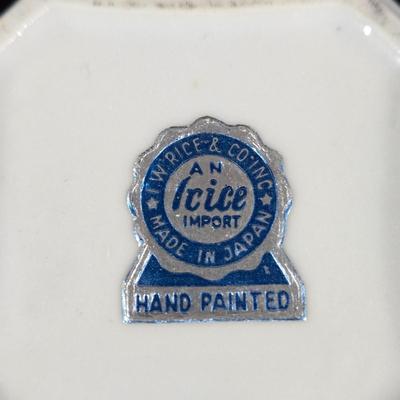 I.W. RICE & CO. INC.
AN
Irice
IMPORT
MADE IN JAPAN
HAND PAINTED